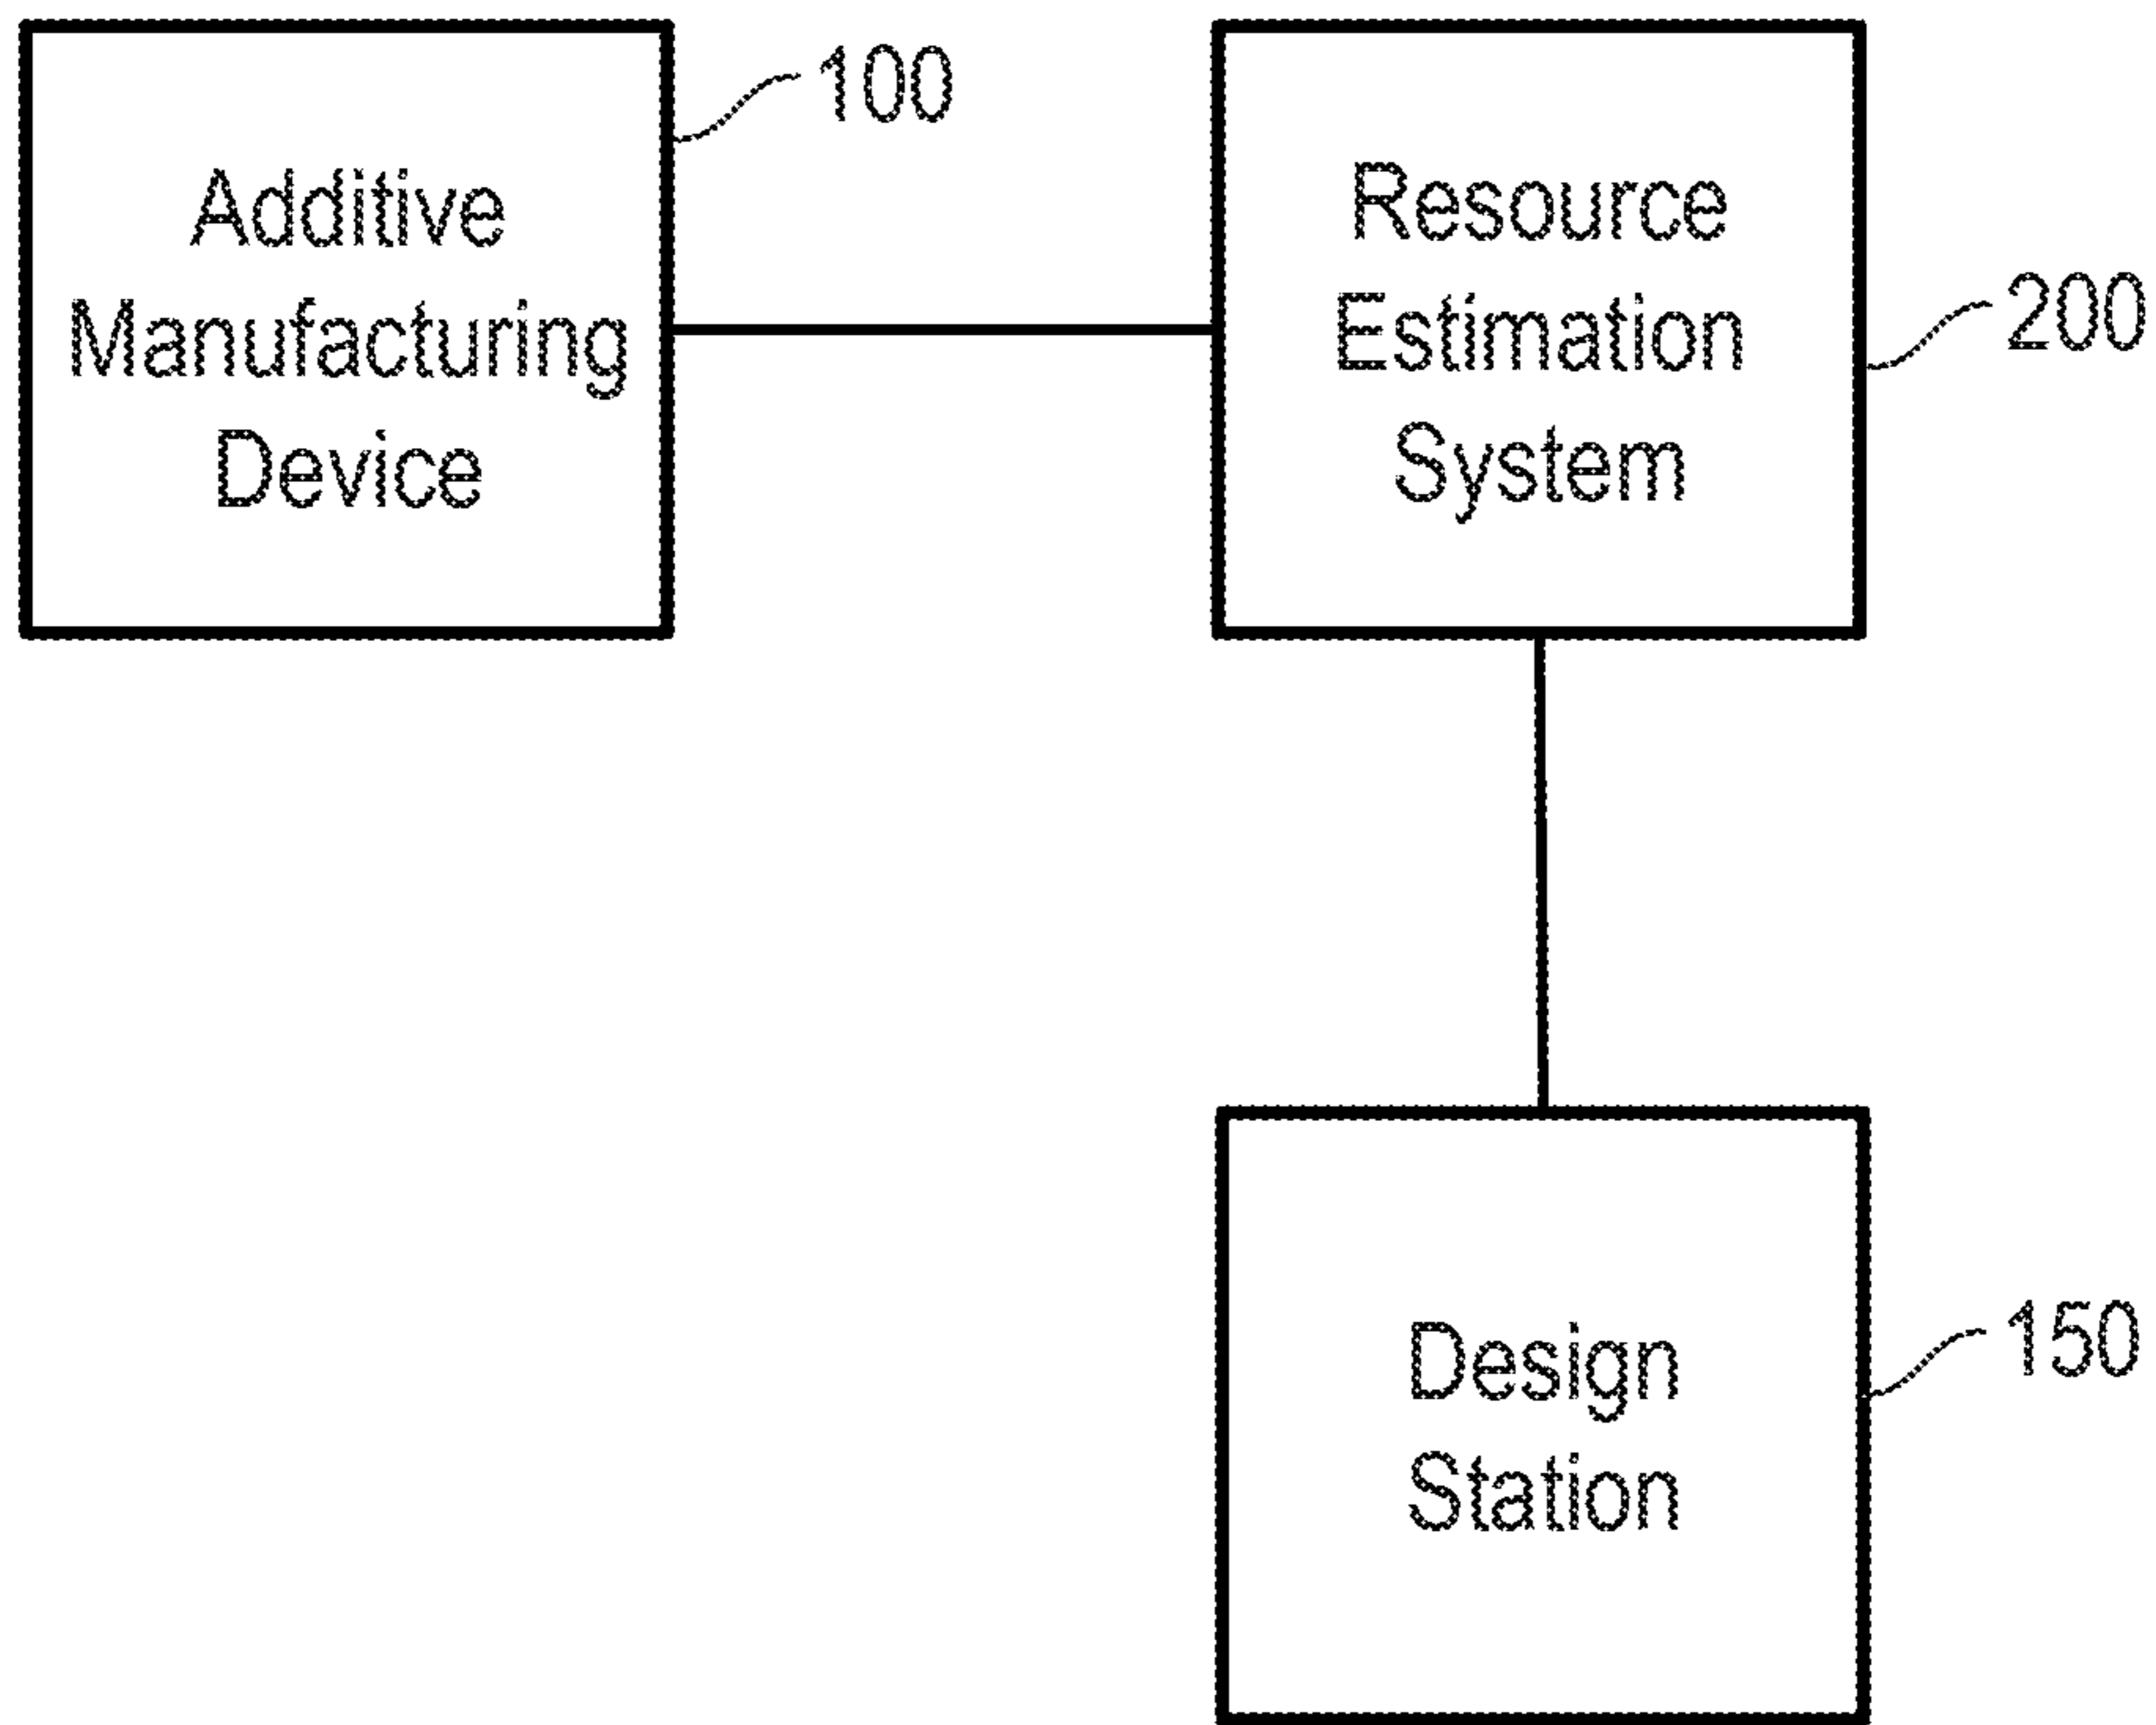 Additive
Manufacturing
Device
100
Resource
Estimation
System
200
Design
Station
150